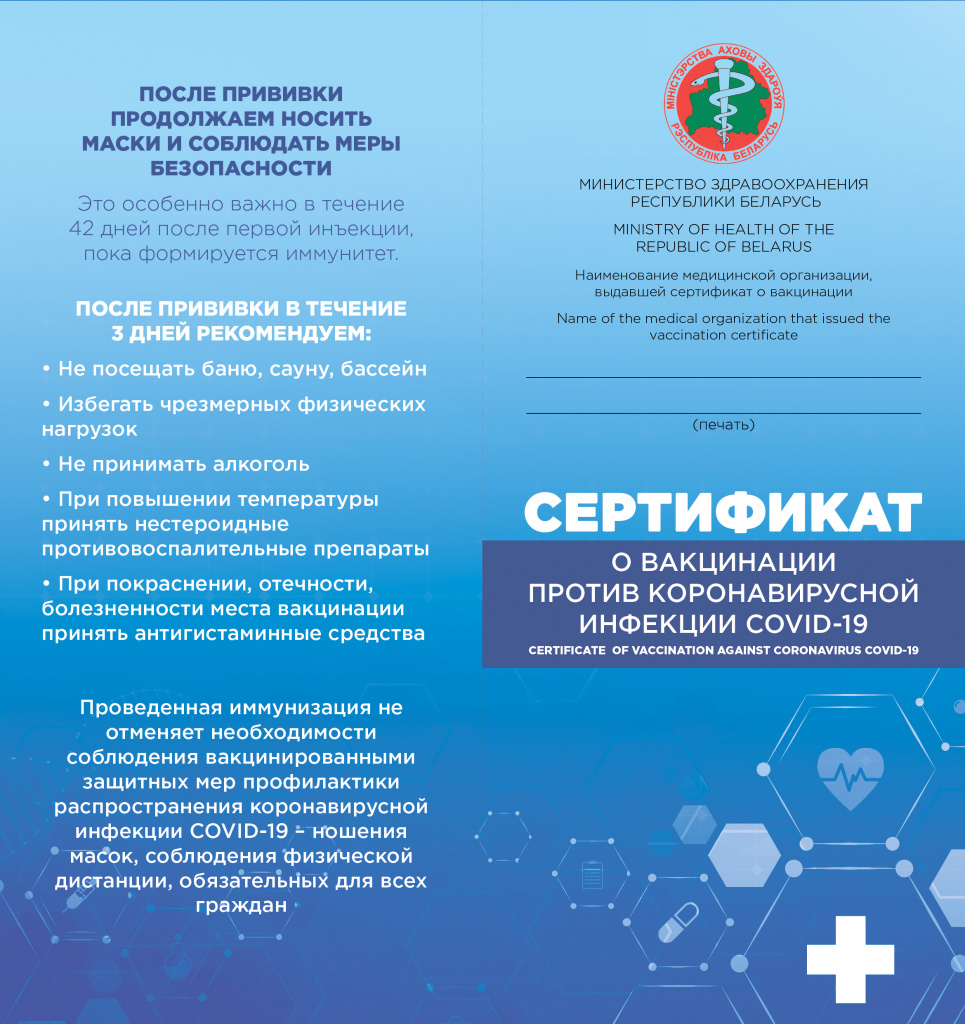 ПОСЛЕ ПРИВИВКИ
ПРОДОЛЖАЕМ НОСИТЬ
МАСКИ И СОБЛЮДАТЬ МЕРЫ
БЕЗОПАСНОСТИ
Это особенно важно в течение
42 дней после первой инъекции,
пока формируется иммунитет.
ПОСЛЕ ПРИВИВКИ В ТЕЧЕНИЕ
3 ДНЕЙ РЕКОМЕНДУЕМ:
• Не посещать баню, сауну, бассейн
• Избегать чрезмерных физических
нагрузок
• Не принимать алкоголь
• При повышении температуры
принять нестероидные
противовоспалительные препараты
• При покраснении, отечности,
болезненности места вакцинации
принять антигистаминные средства
Проведенная иммунизация не
отменяет необходимости
соблюдения вакцинированными
защитных мер профилактики
распространения коронавирусной
инфекции COVID-19 – ношения
масок, соблюдения физической
дистанции, обязательных для всех
граждан
МІНІСТЭРСТВА АХОВЫ ЗДАРОЎЯ
РЭСПУБЛІКА БЕЛАРУСЬ
МИНИСТЕРСТВО ЗДРАВООХРАНЕНИЯ
РЕСПУБЛИКИ БЕЛАРУСЬ
MINISTRY OF HEALTH OF THE
REPUBLIC OF BELARUS
Наименование медицинской организации,
выдавшей сертификат о вакцинации
Name of the medical organization that issued the
vaccination certificate
(печать)
СЕРТИФИКАТ
О ВАКЦИНАЦИИ
ПРОТИВ КОРОНАВИРУСНОЙ
ИНФЕКЦИИ COVID-19
CERTIFICATE OF VACCINATION AGAINST CORONAVIRUS COVID-19